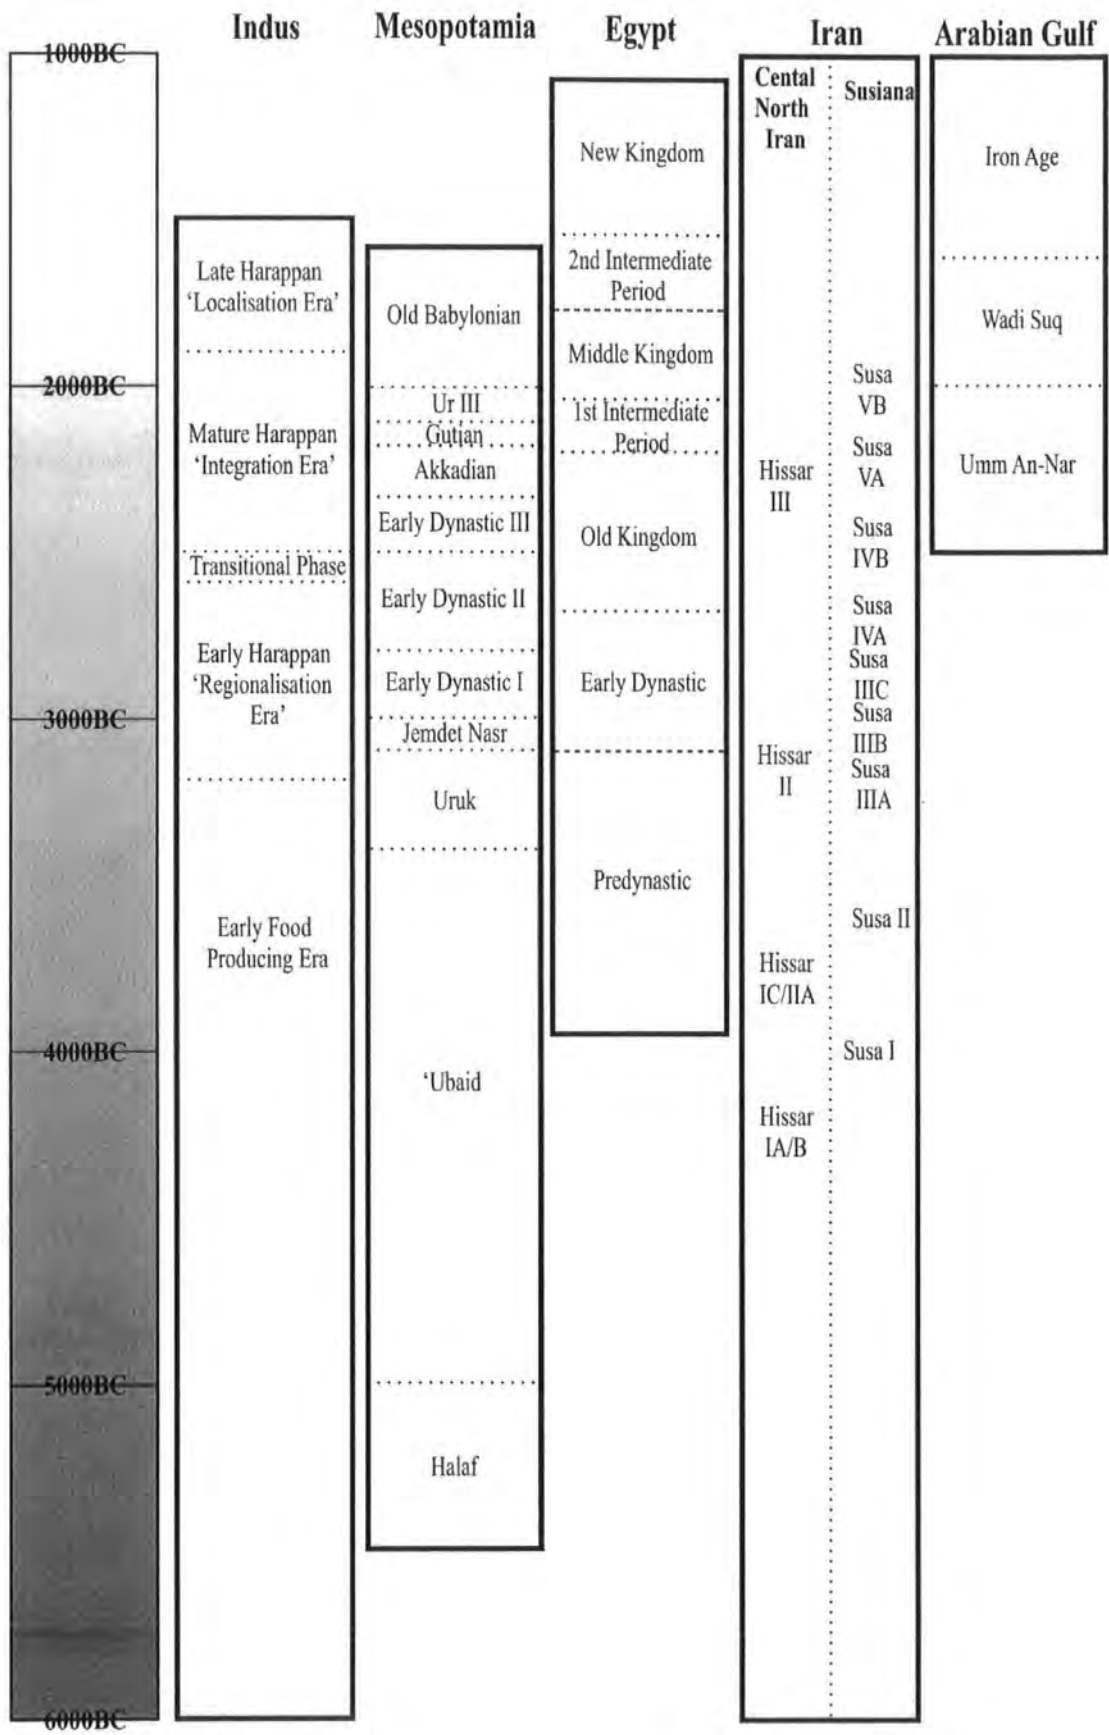 Indus
Mesopotamia
Egypt
Iran
Arabian Gulf
1000BC
2000BC
3000BC
4000BC
5000BC
6000BC
Late Harappan
‘Localisation Era’
Mature Harappan
‘Integration Era’
Transitional Phase
Early Harappan
‘Regionalisation
Era’
Early Food
Producing Era
Old Babylonian
Ur III
Gutian
Akkadian
Early Dynastic III
Early Dynastic II
Early Dynastic I
Jemdet Nasr
Uruk
‘Ubaid
Halaf
New Kingdom
2nd Intermediate
Period
Middle Kingdom
1st Intermediate
Period
Old Kingdom
Early Dynastic
Predynastic
Cental
North
Iran
Hissar
III
Hissar
II
Hissar
IC/IIA
Hissar
IA/B
Susiana
Susa
VB
Susa
VA
Susa
IVB
Susa
IVA
Susa
IIIC
Susa
IIIB
Susa
IIIA
Susa II
Susa I
Iron Age
Wadi Suq
Umm An-Nar